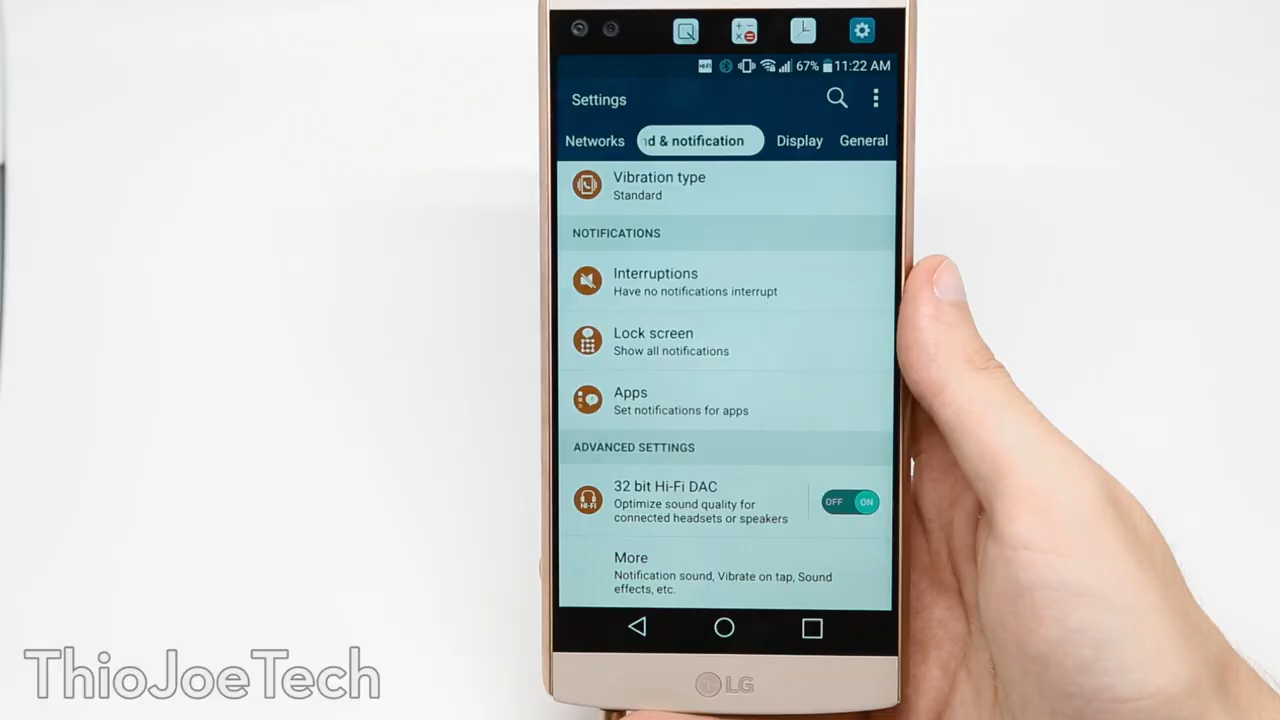 67% 11:22 AM
Settings
Networks
d & notification
Display
General
Vibration type
Standard
NOTIFICATIONS
Interruptions
Have no notifications interrupt
Lock screen
Show all notifications
Apps
Set notifications for apps
ADVANCED SETTINGS
HI-FI
32 bit Hi-Fi DAC
Optimize sound quality for
connected headsets or speakers
OFF ON
More
Notification sound, Vibrate on tap, Sound
effects, etc.
LG
ThioJoeTech